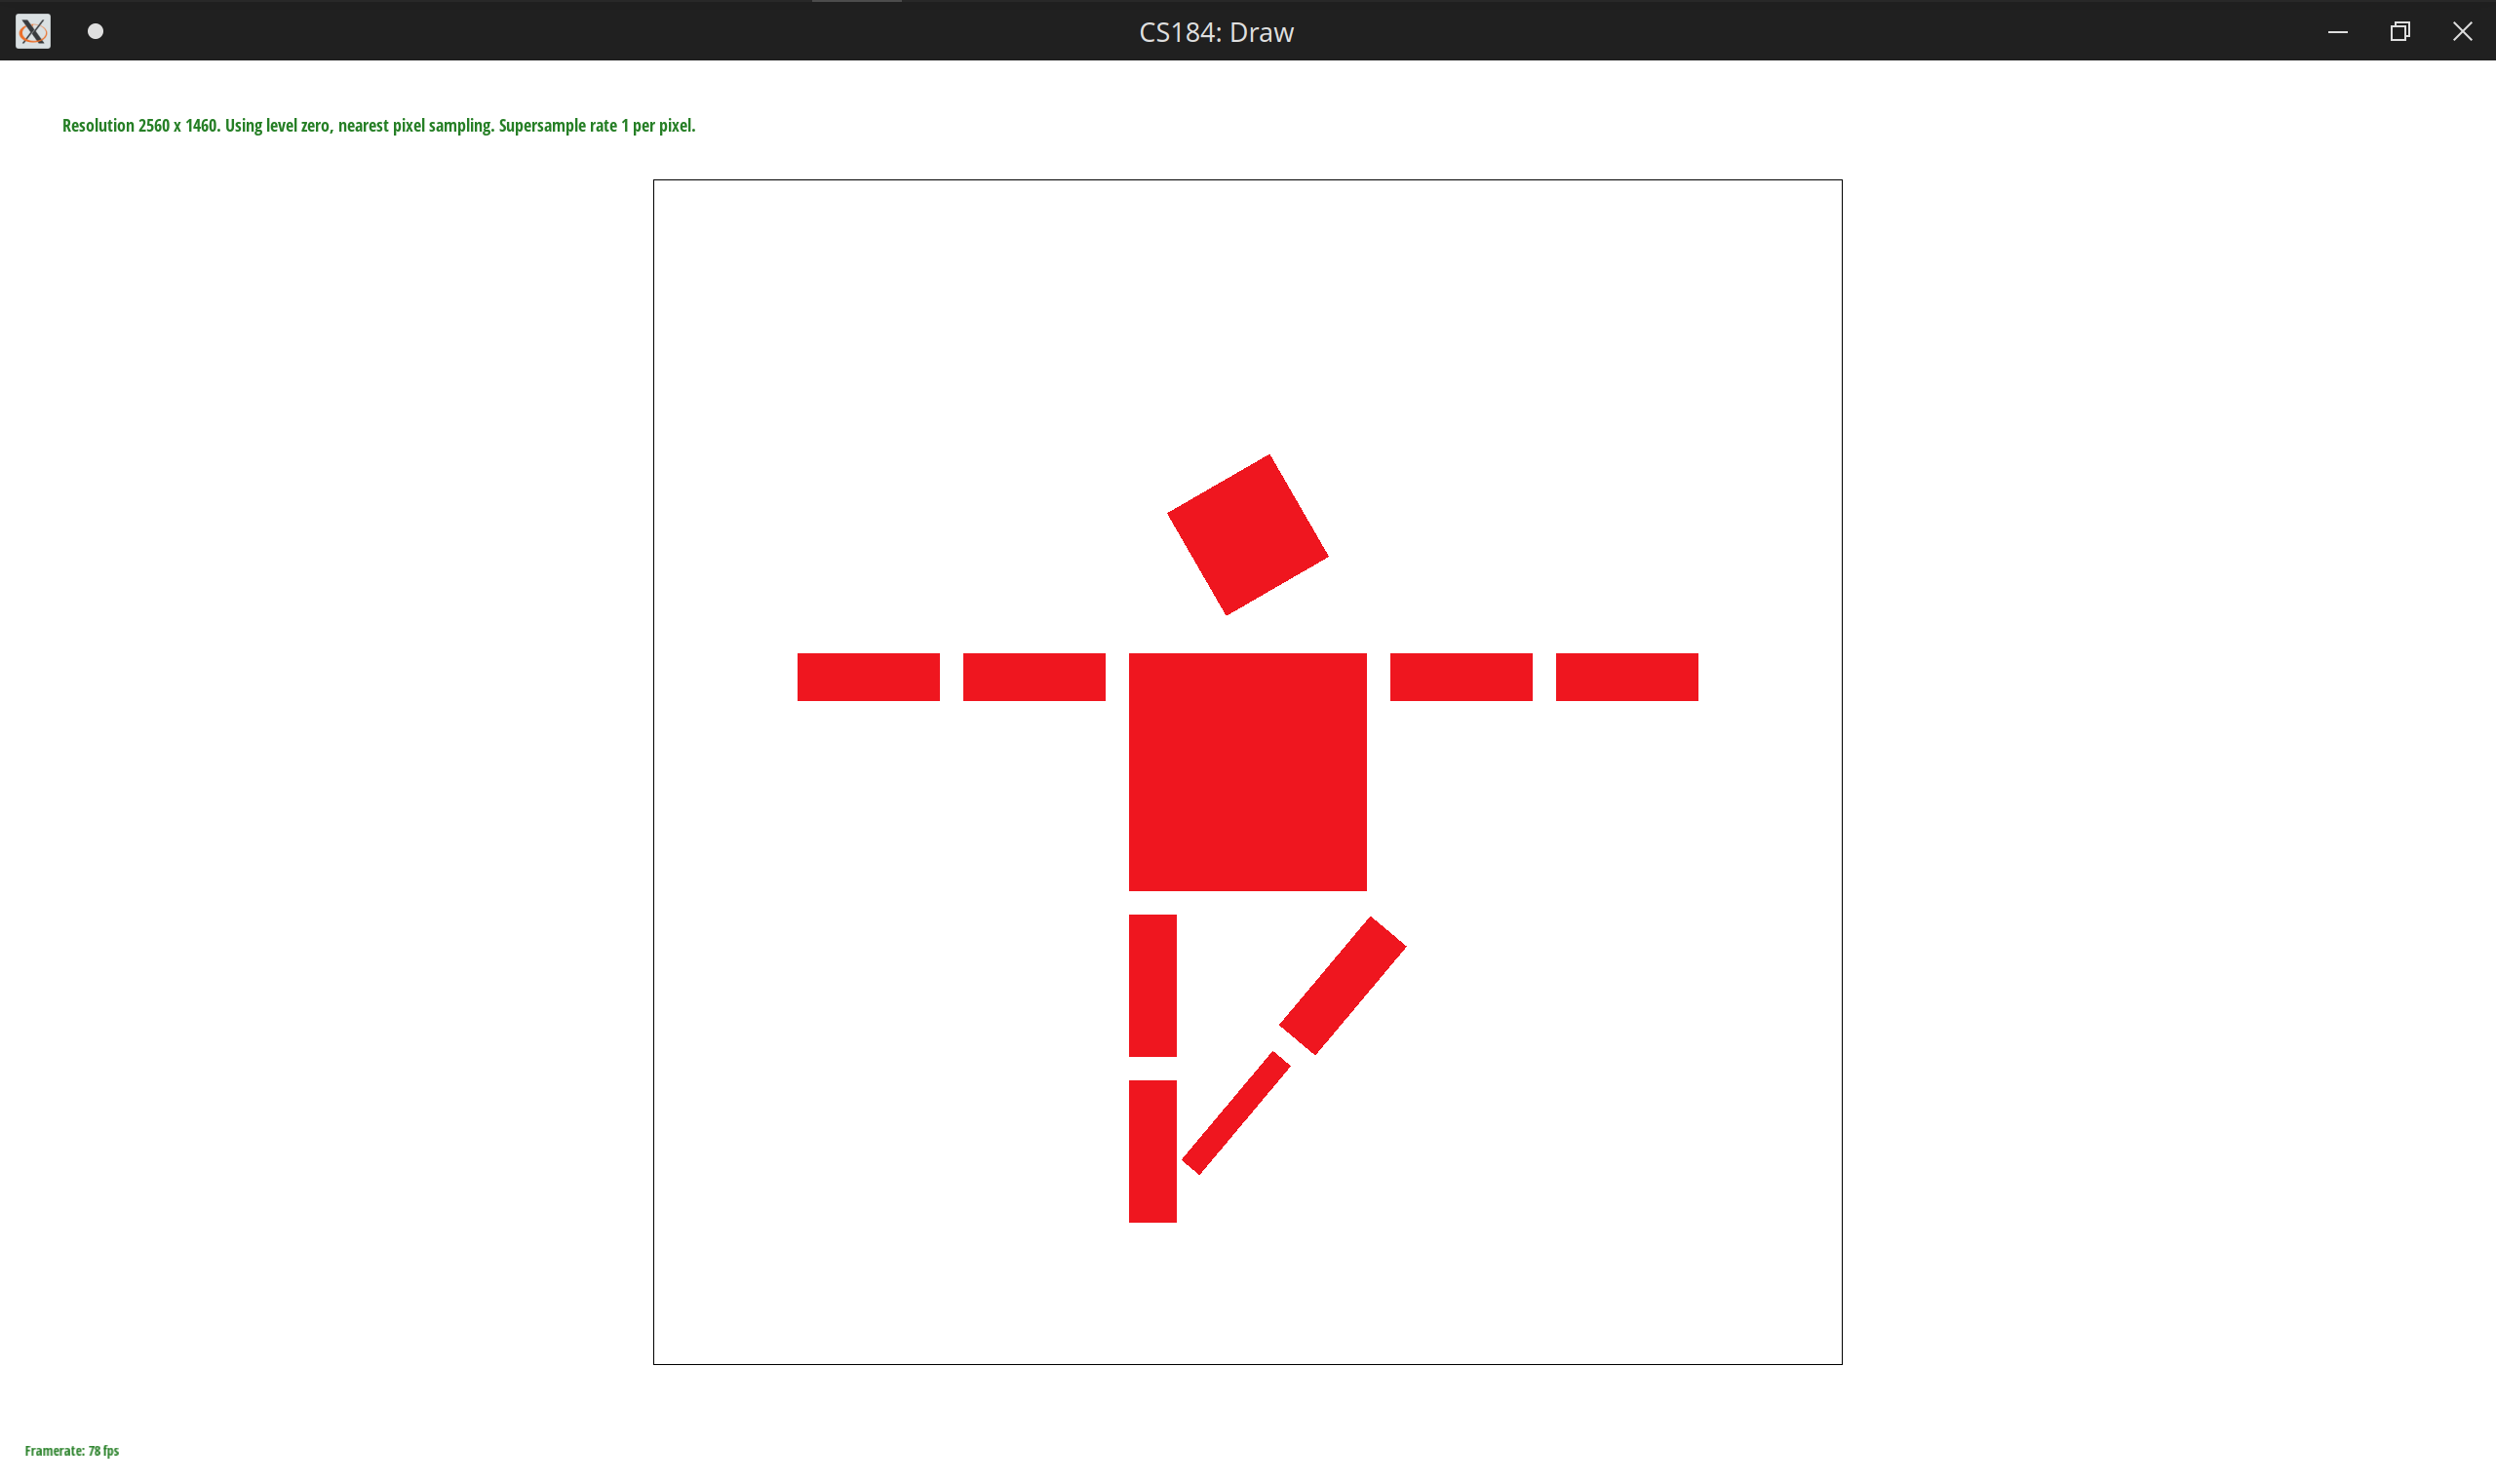 CS184: Draw
Resolution 2560 x 1460. Using level zero, nearest pixel sampling. Supersample rate 1 per pixel.
Framerate: 78 fps